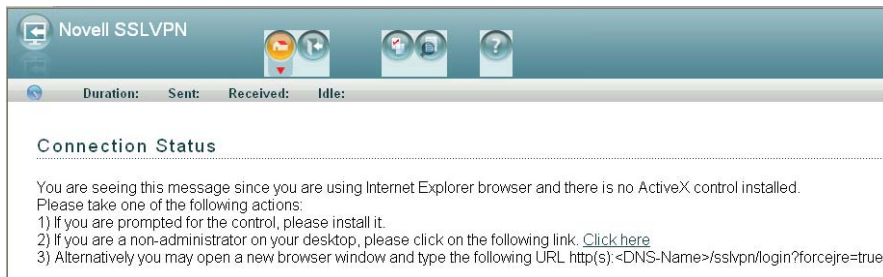 Novell SSLVPN
?
Duration: Sent: Received: Idle:
Connection Status
You are seeing this message since you are using Internet Explorer browser and there is no ActiveX control installed.
Please take one of the following actions:
1) If you are prompted for the control, please install it.
2) If you are a non-administrator on your desktop, please click on the following link. Click here
3) Alternatively you may open a new browser window and type the following URL http(s):<DNS-Name>/sslvpn/login?forcejre=true